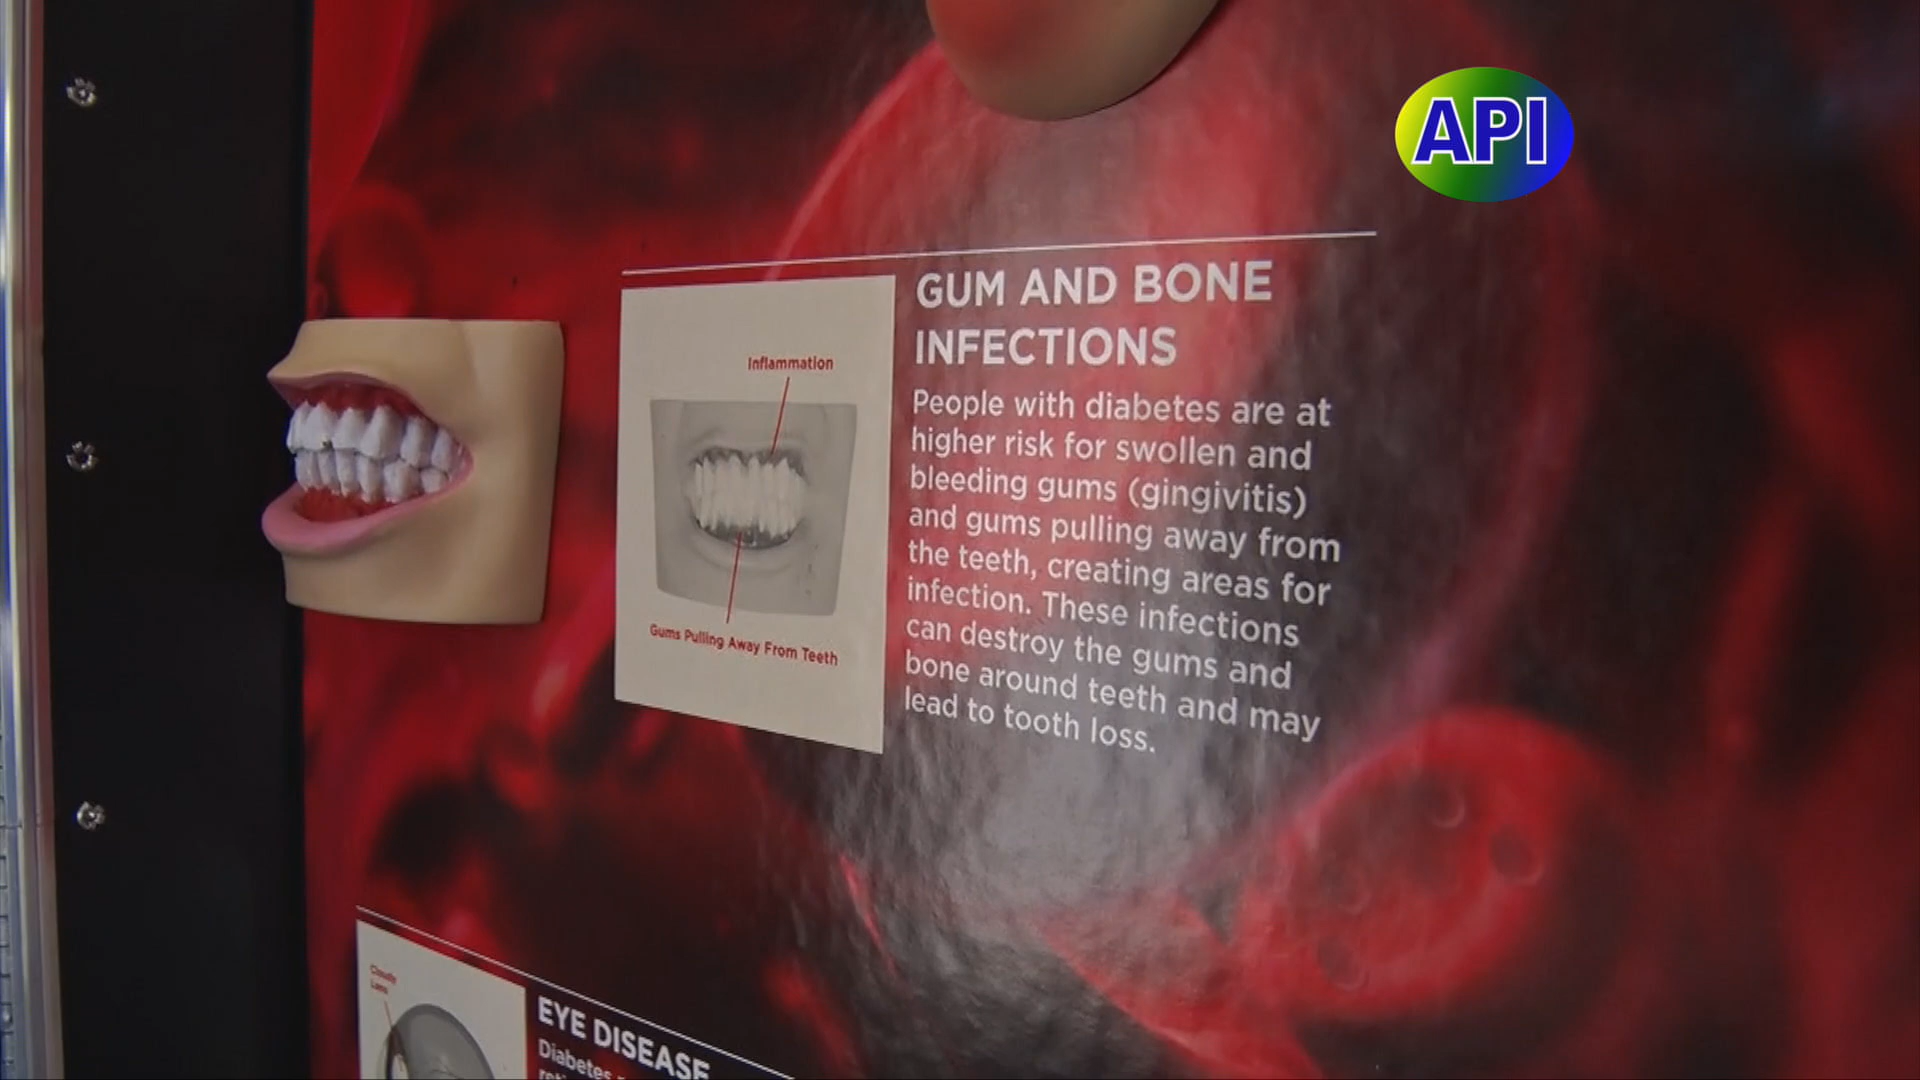 API
GUM AND BONE
INFECTIONS
People with diabetes are at
higher risk for swollen and
bleeding gums (gingivitis)
and gums pulling away from
the teeth, creating areas for
infection. These infections
can destroy the gums and
bone around teeth and may
lead to tooth loss.
Inflammation
Gums Pulling Away From Teeth
Cloudy
Lens
EYE DISEASE
Diabetes